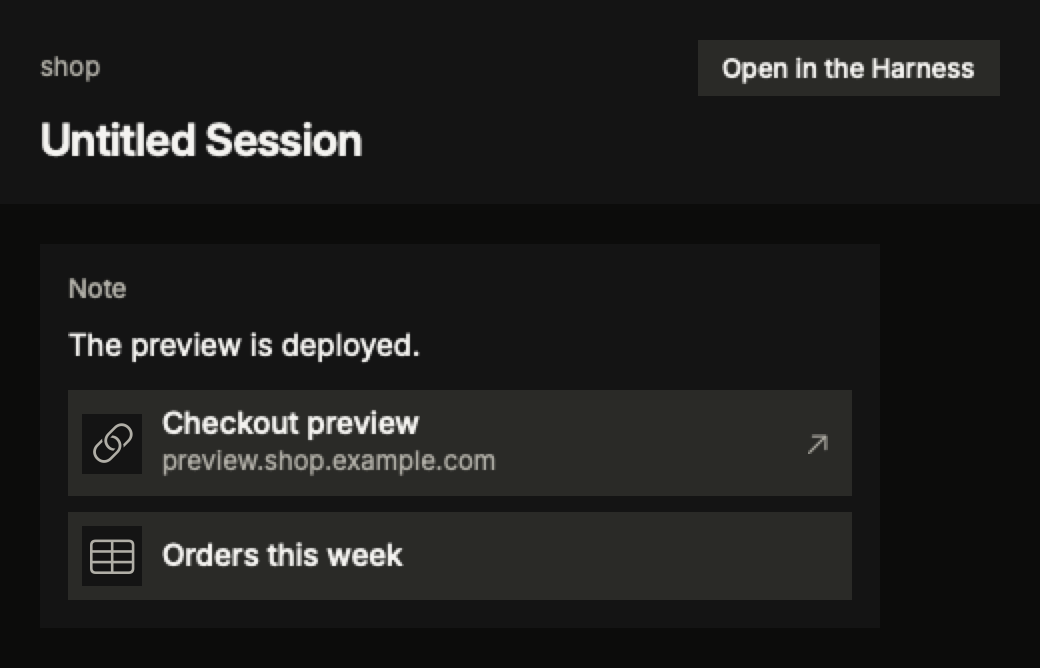 shop
Open in the Harness
Untitled Session
Note
The preview is deployed.
Checkout preview
preview.shop.example.com
Orders this week